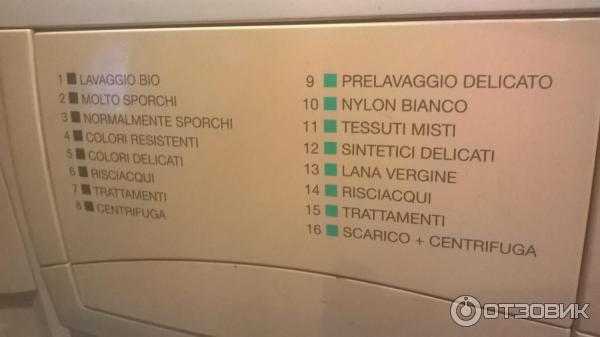 1 LAVAGGIO BIO
2 MOLTO SPORCHI
3 NORMALMENTE SPORCHI
4 COLORI RESISTENTI
5 COLORI DELICATI
6 RISCIACQUI
7 TRATTAMENTI
8 CENTRIFUGA
9 PRELAVAGGIO DELICATO
10 NYLON BIANCO
11 TESSUTI MISTI
12 SINTETICI DELICATI
13 LANA VERGINE
14 RISCIACQUI
15 TRATTAMENTI
16 SCARICO + CENTRIFUGA
ОТЗОВИК